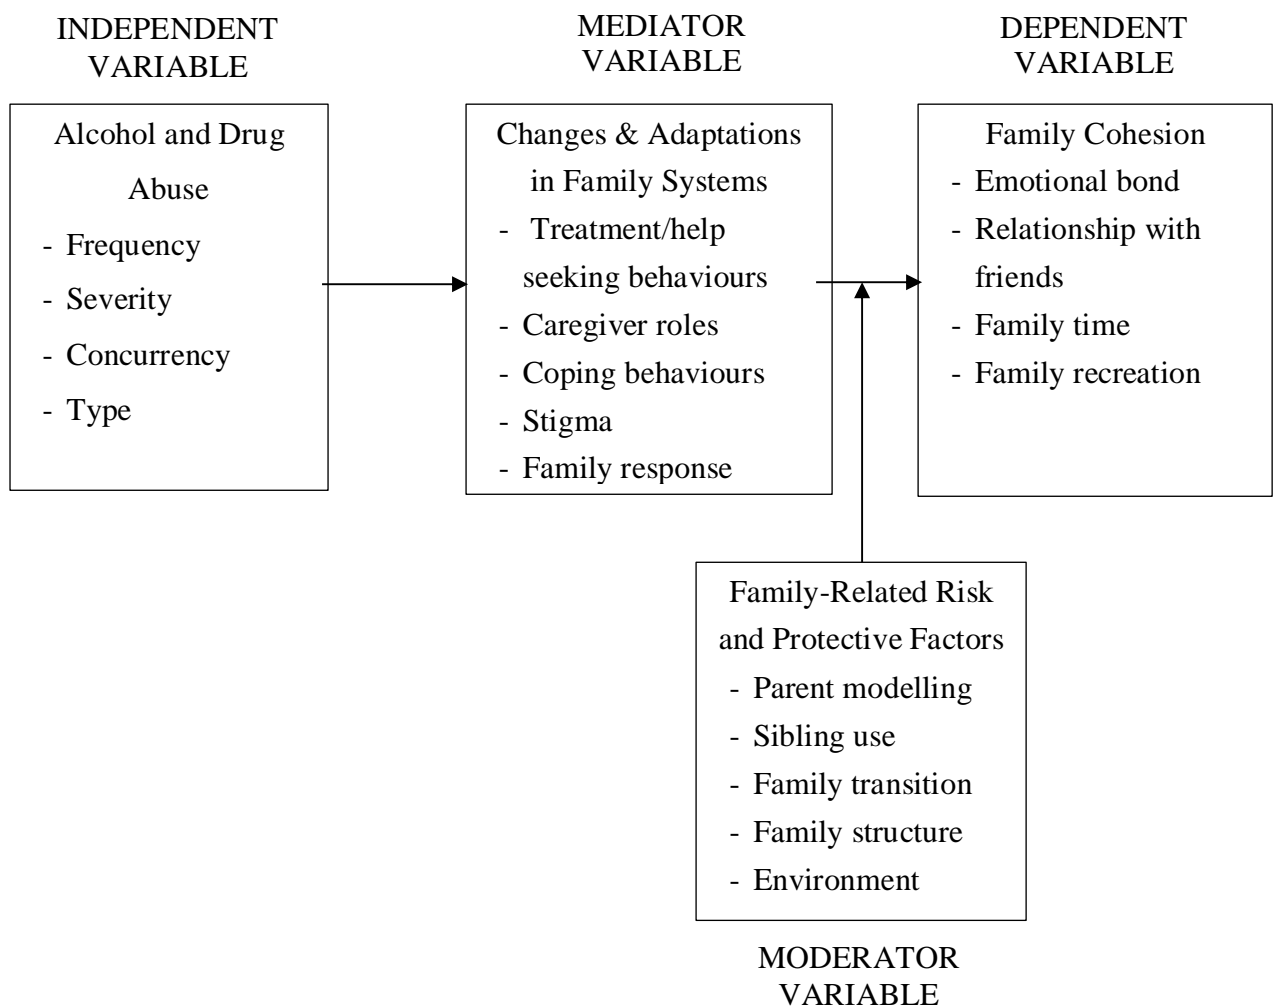 INDEPENDENT
VARIABLE
Alcohol and Drug
Abuse
- Frequency
- Severity
- Concurrency
- Type
MEDIATOR
VARIABLE
Changes & Adaptations
in Family Systems
- Treatment/help
seeking behaviours
- Caregiver roles
- Coping behaviours
- Stigma
- Family response
DEPENDENT
VARIABLE
Family Cohesion
- Emotional bond
- Relationship with
friends
- Family time
- Family recreation
Family-Related Risk
and Protective Factors
- Parent modelling
- Sibling use
- Family transition
- Family structure
- Environment
MODERATOR
VARIABLE